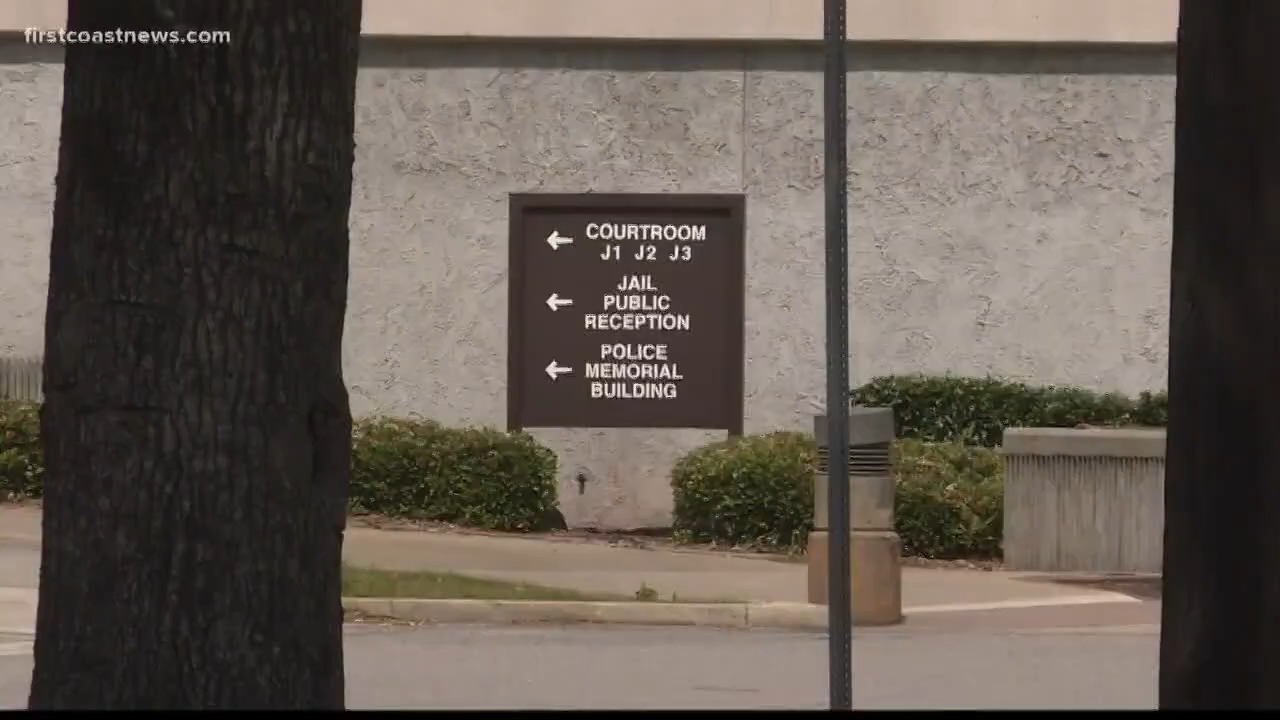 firstcoastnews.com
← COURTROOM
J1 J2 J3
← JAIL
PUBLIC
RECEPTION
← POLICE
MEMORIAL
BUILDING